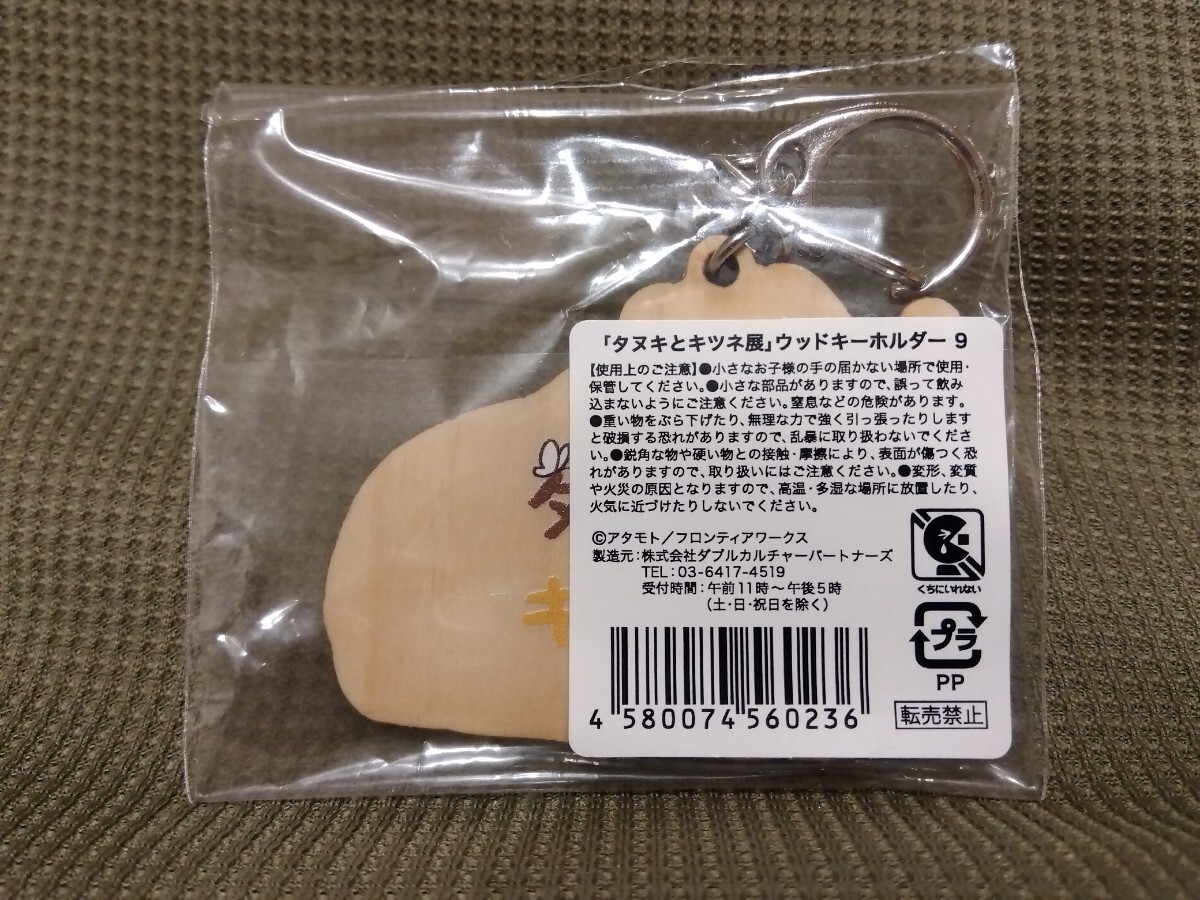 「タヌキとキツネ展」ウッドキーホルダー 9
【使用上のご注意】●小さなお子様の手の届かない場所で使用・
保管してください。●小さな部品がありますので、誤って飲み
込まないようにご注意ください。窒息などの危険があります。
●重い物をぶら下げたり、無理な力で強く引っ張ったりします
と破損する恐れがありますので、乱暴に取り扱わないでくださ
い。●鋭角な物や硬い物との接触・摩擦により、表面が傷つく恐
れがありますので、取り扱いにはご注意ください。●変形、変質
や火災の原因となりますので、高温・多湿な場所に放置したり、
火気に近づけたりしないでください。
©アタモト／フロンティアワークス
製造元：株式会社ダブルカルチャーパートナーズ
TEL：03-6417-4519
受付時間：午前11時～午後5時
（土・日・祝日を除く）
くちにいれない
プラ
PP
転売禁止
4 580074 560236
タ
キ